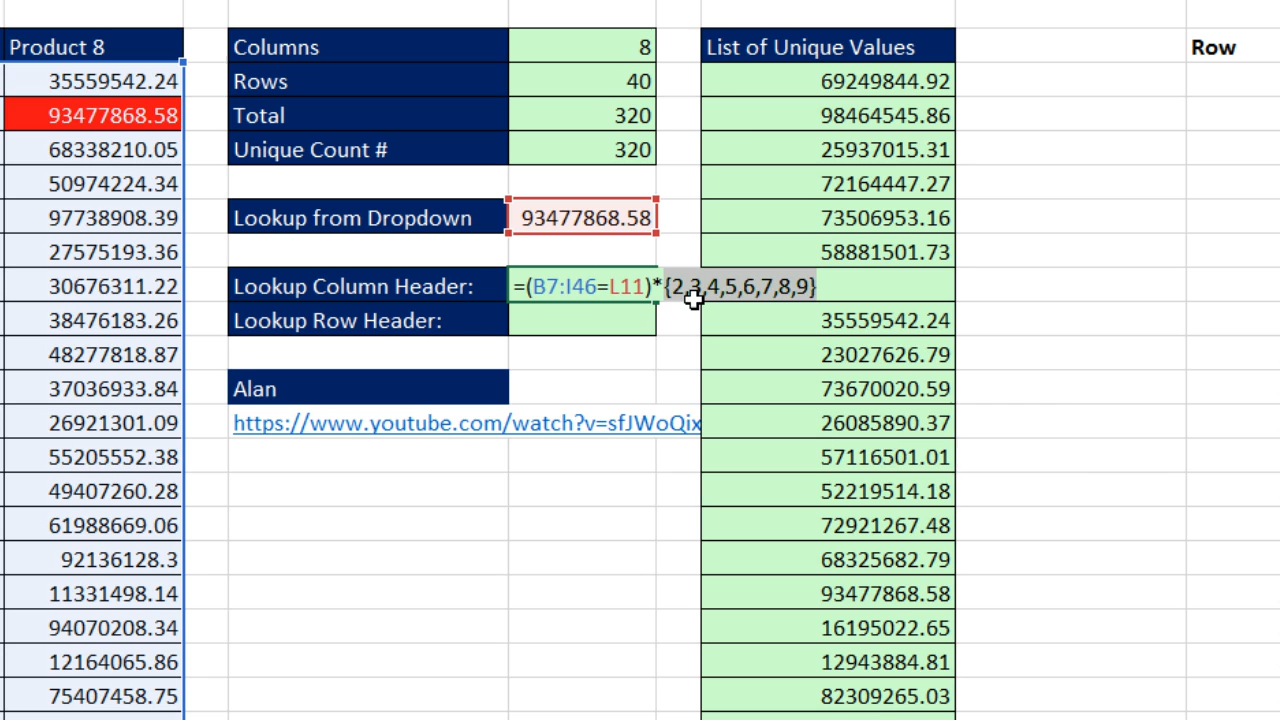 Product 8 Columns 8 List of Unique Values Row
35559542.24 Rows 40 69249844.92
93477868.58 Total 320 98464545.86
68338210.05 Unique Count # 320 25937015.31
50974224.34 72164447.27
97738908.39 Lookup from Dropdown 93477868.58 73506953.16
27575193.36 58881501.73
30676311.22 Lookup Column Header: =(B7:I46=L11)*{2,3,4,5,6,7,8,9}
38476183.26 Lookup Row Header: 35559542.24
48277818.87 23027626.79
37036933.84 Alan 73670020.59
26921301.09 https://www.youtube.com/watch?v=sfJWoQix 26085890.37
55205552.38 57116501.01
49407260.28 52219514.18
61988669.06 72921267.48
92136128.3 68325682.79
11331498.14 93477868.58
94070208.34 16195022.65
12164065.86 12943884.81
75407458.75 82309265.03